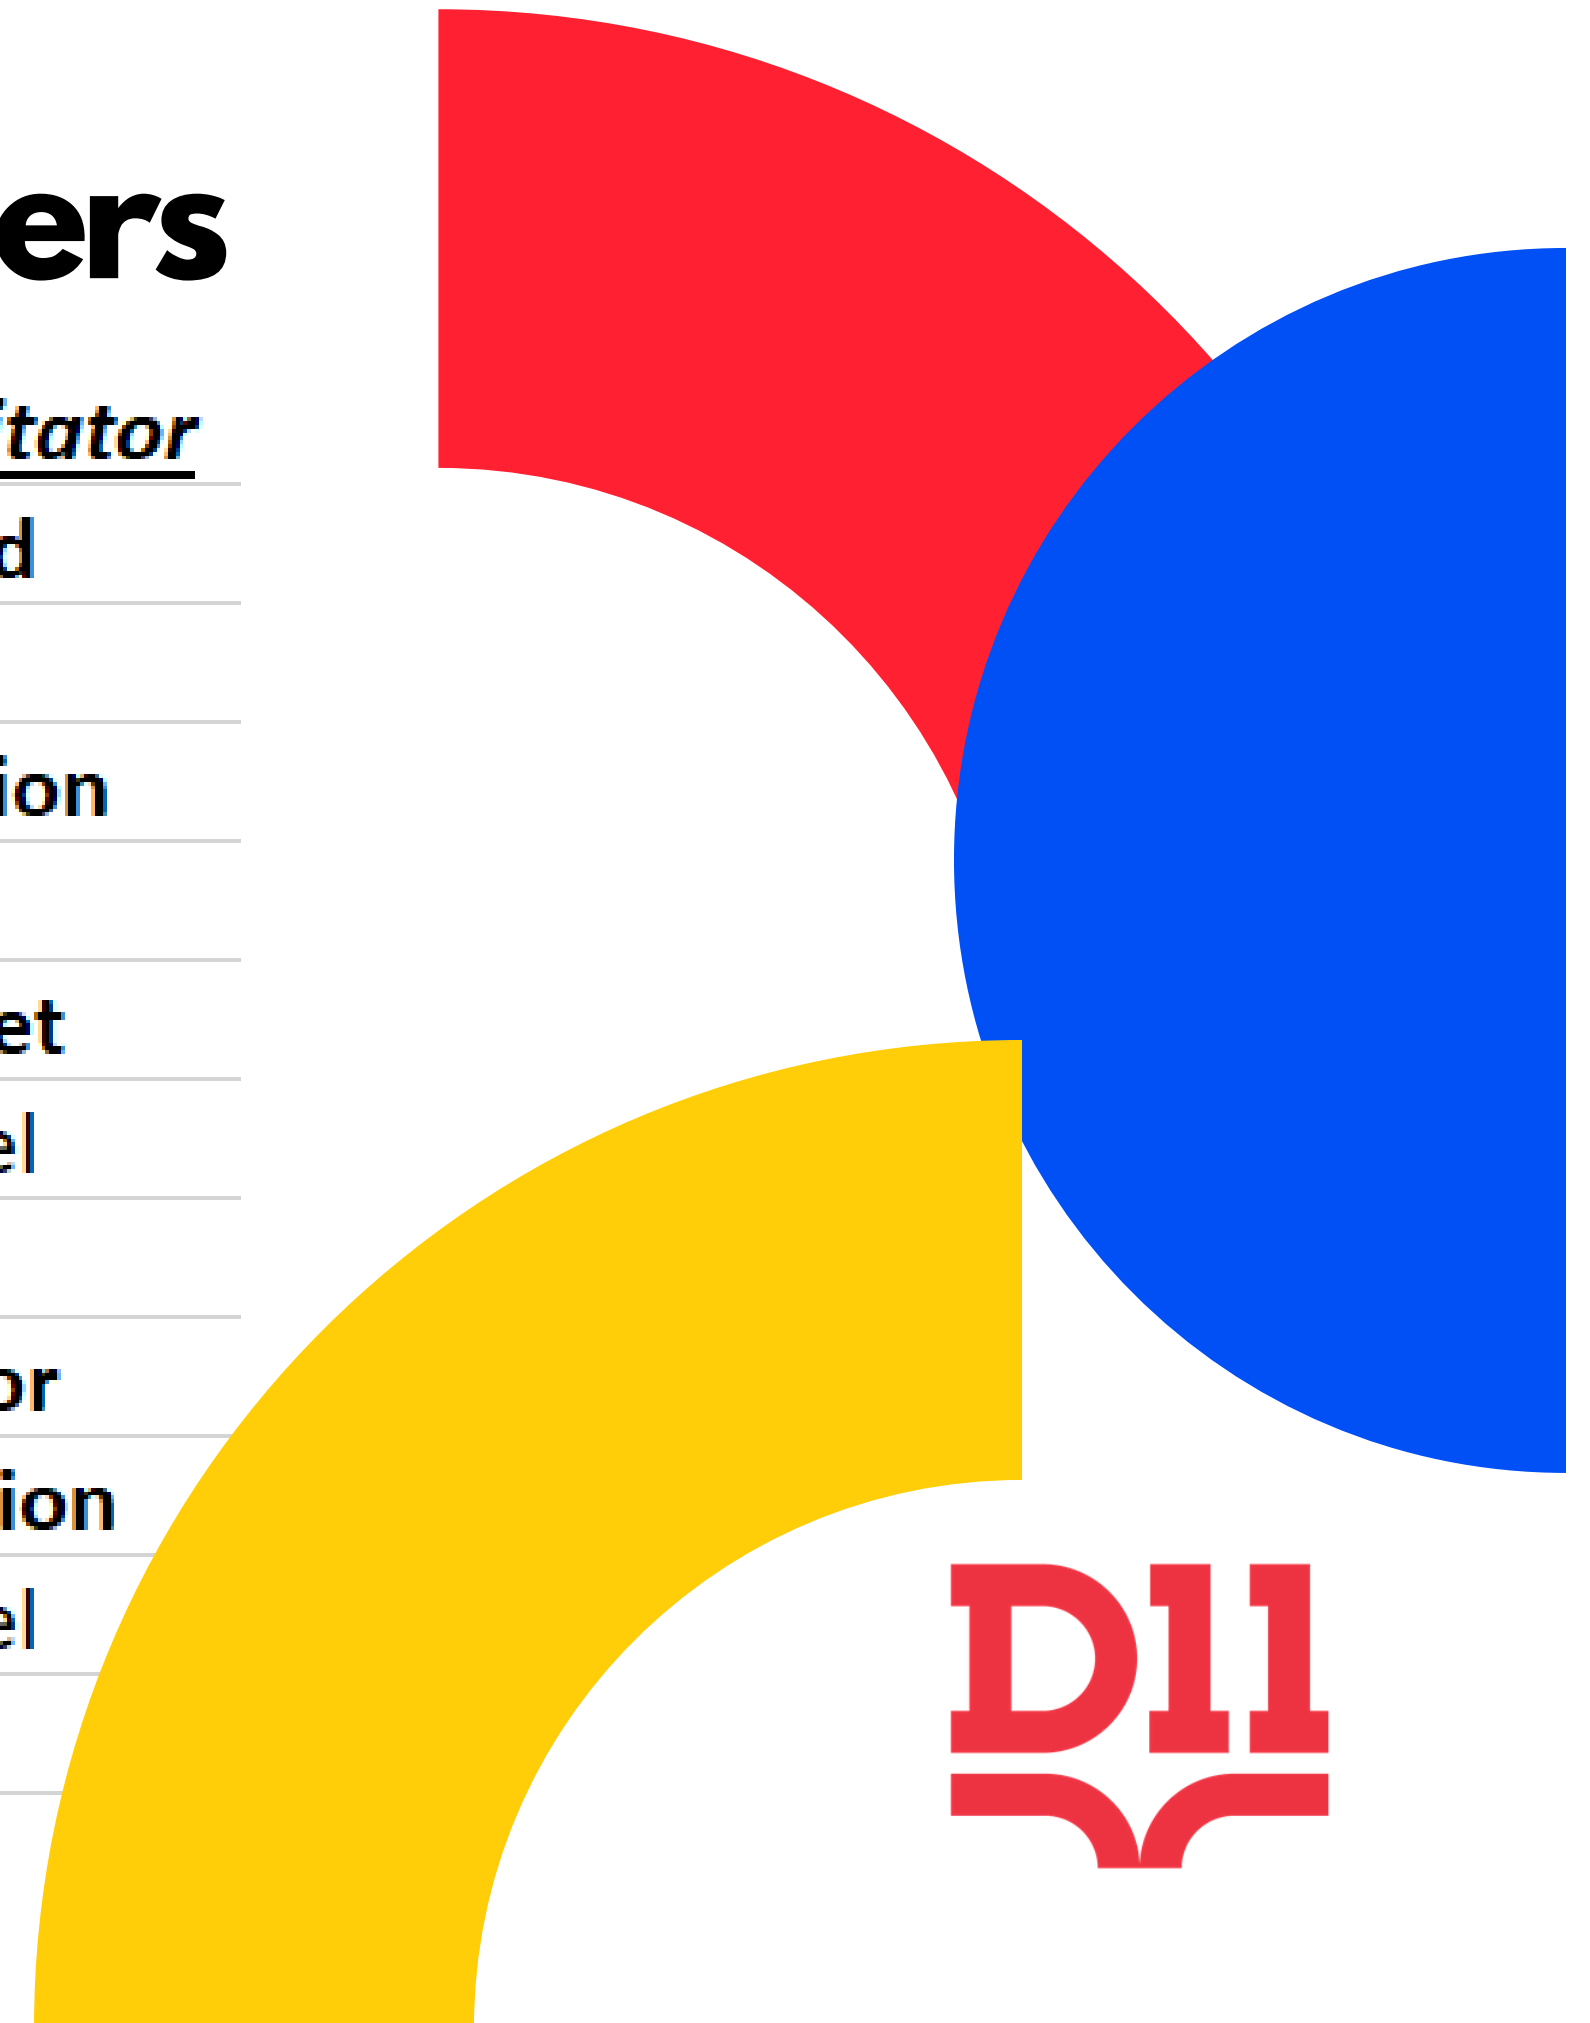 ers
itator
d
ion
et
el
or
ion
el
D11